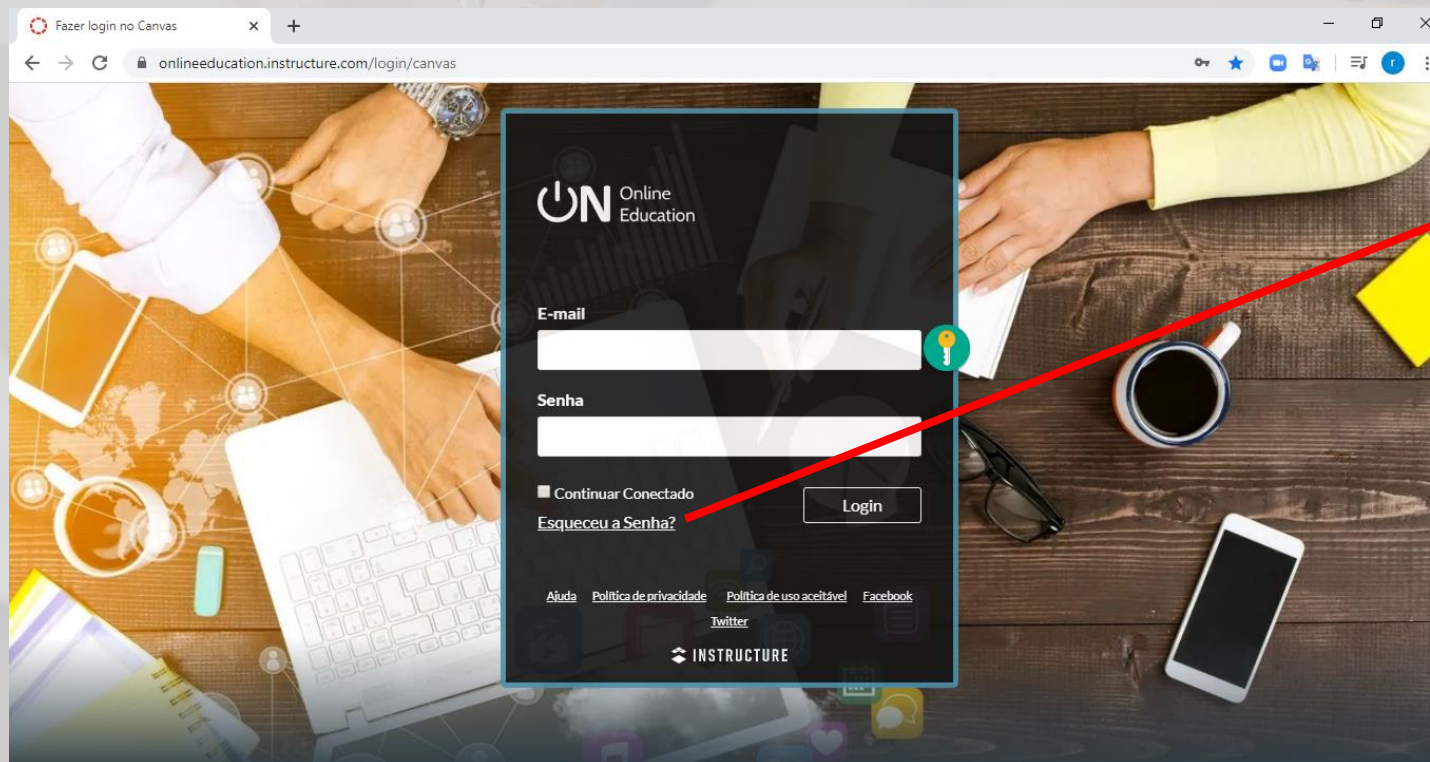 Fazer login no Canvas
onlineeducation.instructure.com/login/canvas
r
ON Online
Education
E-mail
Senha
Continuar Conectado
Login
Esqueceu a Senha?
Ajuda Política de privacidade Política de uso aceitável Facebook
Twitter
INSTRUCTURE